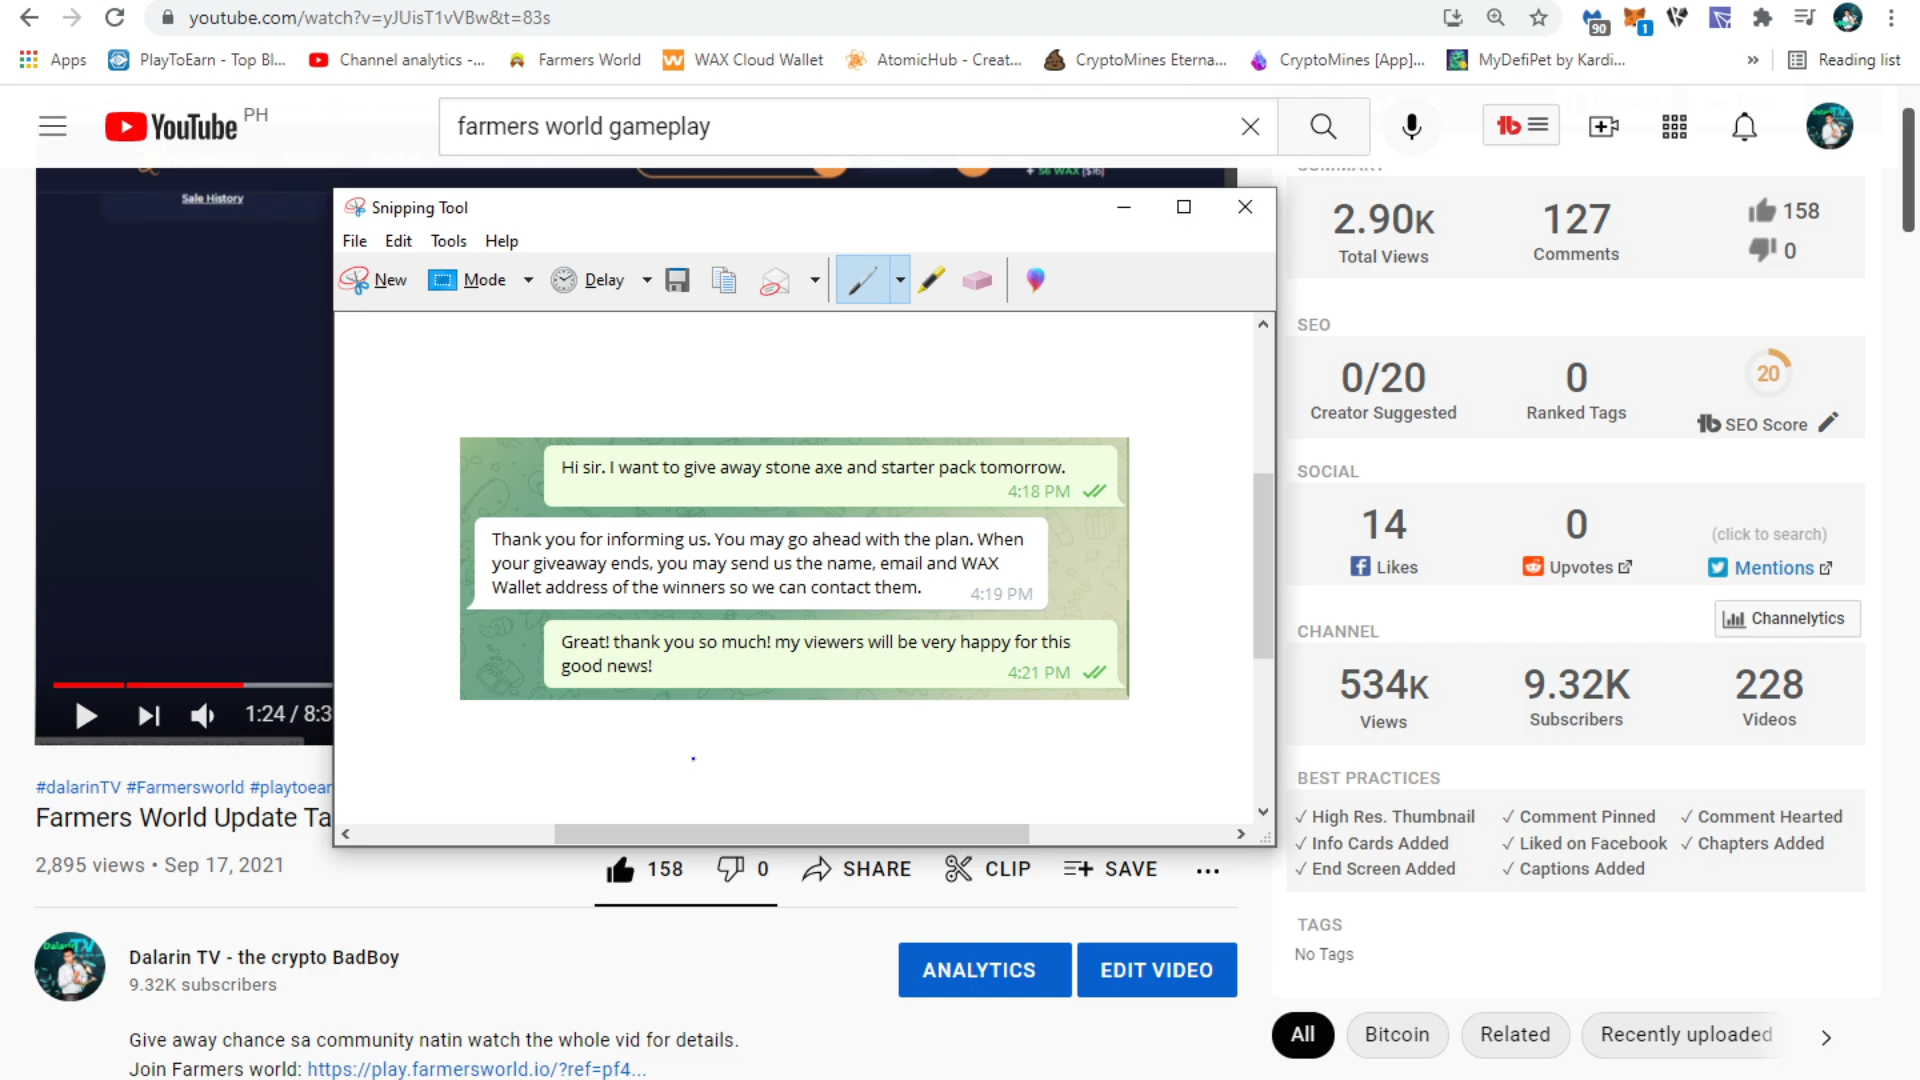 youtube.com/watch?v=yJUisT1vVBw&t=83s
90
1
Apps
PlayToEarn - Top Bl...
Channel analytics -...
Farmers World
WAX Cloud Wallet
AtomicHub - Creat...
CryptoMines Eterna...
CryptoMines [App]...
MyDefiPet by Kardi...
»
Reading list
YouTube PH
farmers world gameplay
Sale History
+ 56 WAX ($16)
Snipping Tool
File Edit Tools Help
New Mode Delay
Hi sir. I want to give away stone axe and starter pack tomorrow.
4:18 PM
Thank you for informing us. You may go ahead with the plan. When
your giveaway ends, you may send us the name, email and WAX
Wallet address of the winners so we can contact them.
4:19 PM
Great! thank you so much! my viewers will be very happy for this
good news!
4:21 PM
1:24 / 8:3
#dalarinTV #Farmersworld #playtoear
Farmers World Update Ta
2,895 views • Sep 17, 2021
158 0 SHARE CLIP SAVE ...
Dalarin TV - the crypto BadBoy
9.32K subscribers
ANALYTICS EDIT VIDEO
Give away chance sa community natin watch the whole vid for details.
Join Farmers world: https://play.farmersworld.io/?ref=pf4...
SUMMARY
2.90K 127 158
Total Views Comments 0
SEO
0/20 0 20
Creator Suggested Ranked Tags tb SEO Score
SOCIAL
14 0 (click to search)
Likes Upvotes Mentions
CHANNEL Channelytics
534K 9.32K 228
Views Subscribers Videos
BEST PRACTICES
✓ High Res. Thumbnail ✓ Comment Pinned ✓ Comment Hearted
✓ Info Cards Added ✓ Liked on Facebook ✓ Chapters Added
✓ End Screen Added ✓ Captions Added
TAGS
No Tags
All Bitcoin Related Recently uploaded